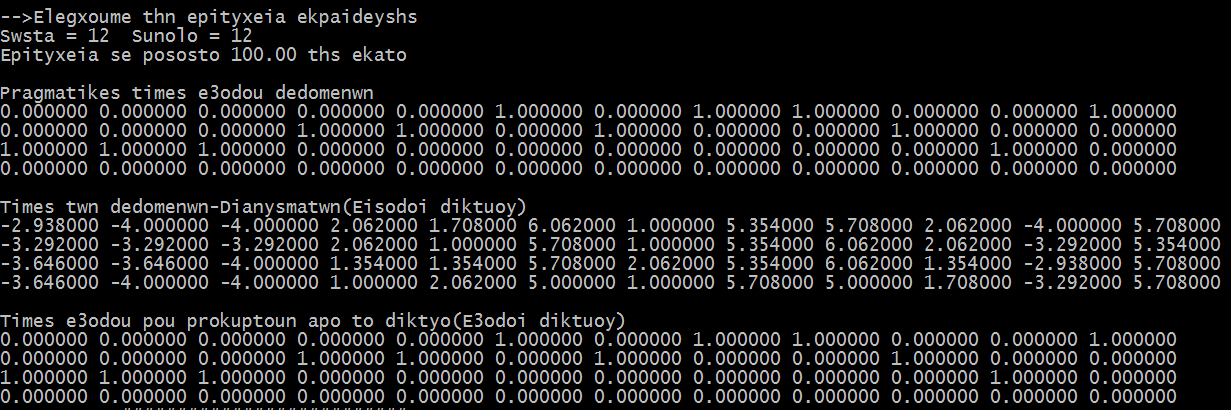 -->Elegxoume thn epityxeia ekpaideyshs
Swsta = 12  Sunolo = 12
Epityxeia se pososto 100.00 ths ekato
Pragmatikes times e3odou dedomenwn
0.000000 0.000000 0.000000 0.000000 0.000000 1.000000 0.000000 1.000000 1.000000 0.000000 0.000000 1.000000
0.000000 0.000000 0.000000 1.000000 1.000000 0.000000 1.000000 0.000000 0.000000 1.000000 0.000000 0.000000
1.000000 1.000000 1.000000 0.000000 0.000000 0.000000 0.000000 0.000000 0.000000 0.000000 1.000000 0.000000
0.000000 0.000000 0.000000 0.000000 0.000000 0.000000 0.000000 0.000000 0.000000 0.000000 0.000000 0.000000
Times twn dedomenwn-Dianysmatwn(Eisodoi diktuoy)
-2.938000 -4.000000 -4.000000 2.062000 1.708000 6.062000 1.000000 5.354000 5.708000 2.062000 -4.000000 5.708000
-3.292000 -3.292000 -3.292000 2.062000 1.000000 5.708000 1.000000 5.354000 6.062000 2.062000 -3.292000 5.354000
-3.646000 -3.646000 -4.000000 1.354000 1.354000 5.708000 2.062000 5.354000 6.062000 1.354000 -2.938000 5.708000
-3.646000 -4.000000 -4.000000 1.000000 2.062000 5.000000 1.000000 5.708000 5.000000 1.708000 -3.292000 5.708000
Times e3odou pou prokuptoun apo to diktyo(E3odoi diktuoy)
0.000000 0.000000 0.000000 0.000000 0.000000 1.000000 0.000000 1.000000 1.000000 0.000000 0.000000 1.000000
0.000000 0.000000 0.000000 1.000000 1.000000 0.000000 1.000000 0.000000 0.000000 1.000000 0.000000 0.000000
1.000000 1.000000 1.000000 0.000000 0.000000 0.000000 0.000000 0.000000 0.000000 0.000000 1.000000 0.000000
0.000000 0.000000 0.000000 0.000000 0.000000 0.000000 0.000000 0.000000 0.000000 0.000000 0.000000 0.000000